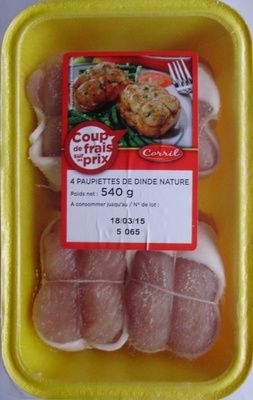 Coup
de frais
sur les
prix
Corril
4 PAUPIETTES DE DINDE NATURE
Poids net : 540 g
A consommer jusqu'au / N° de lot :
18/03/15
5 065